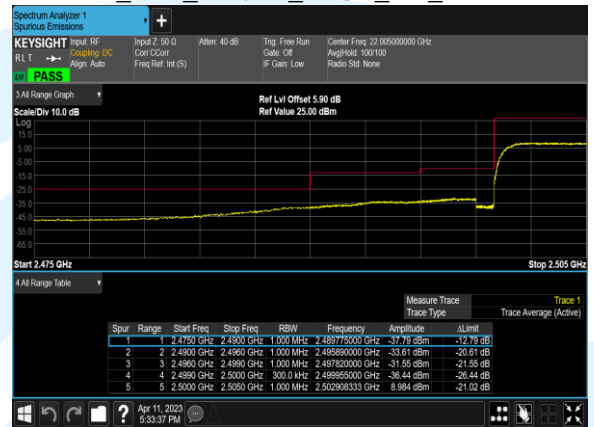 Spectrum Analyzer 1
Spurious Emissions
KEYSIGHT Input: RF Input Z: 50 Ω Atten: 40 dB Trig: Free Run Center Freq: 22.005000000 GHz
RLT Coupling: DC Corr CCorr Gate: Off Avg|Hold: 100/100
Align: Auto Freq Ref: Int (S) IF Gain: Low Radio Std: None
LV PASS
3 All Range Graph
Ref Lvl Offset 5.90 dB
Scale/Div 10.0 dB Ref Value 25.00 dBm
Log
15.0
5.00
-5.00
-15.0
-25.0
-35.0
-45.0
-55.0
-65.0
Start 2.475 GHz Stop 2.505 GHz
4 All Range Table
Measure Trace Trace 1
Trace Type Trace Average (Active)
Spur Range Start Freq Stop Freq RBW Frequency Amplitude ΔLimit
1 1 2.4750 GHz 2.4900 GHz 1.000 MHz 2.489775000 GHz -37.79 dBm -12.79 dB
2 2 2.4900 GHz 2.4960 GHz 1.000 MHz 2.495890000 GHz -33.61 dBm -20.61 dB
3 3 2.4960 GHz 2.4990 GHz 1.000 MHz 2.497820000 GHz -31.55 dBm -21.55 dB
4 4 2.4990 GHz 2.5000 GHz 300.0 kHz 2.499955000 GHz -36.44 dBm -26.44 dB
5 5 2.5000 GHz 2.5050 GHz 1.000 MHz 2.502908333 GHz 8.984 dBm -21.02 dB
Apr 11, 2023
5:33:37 PM